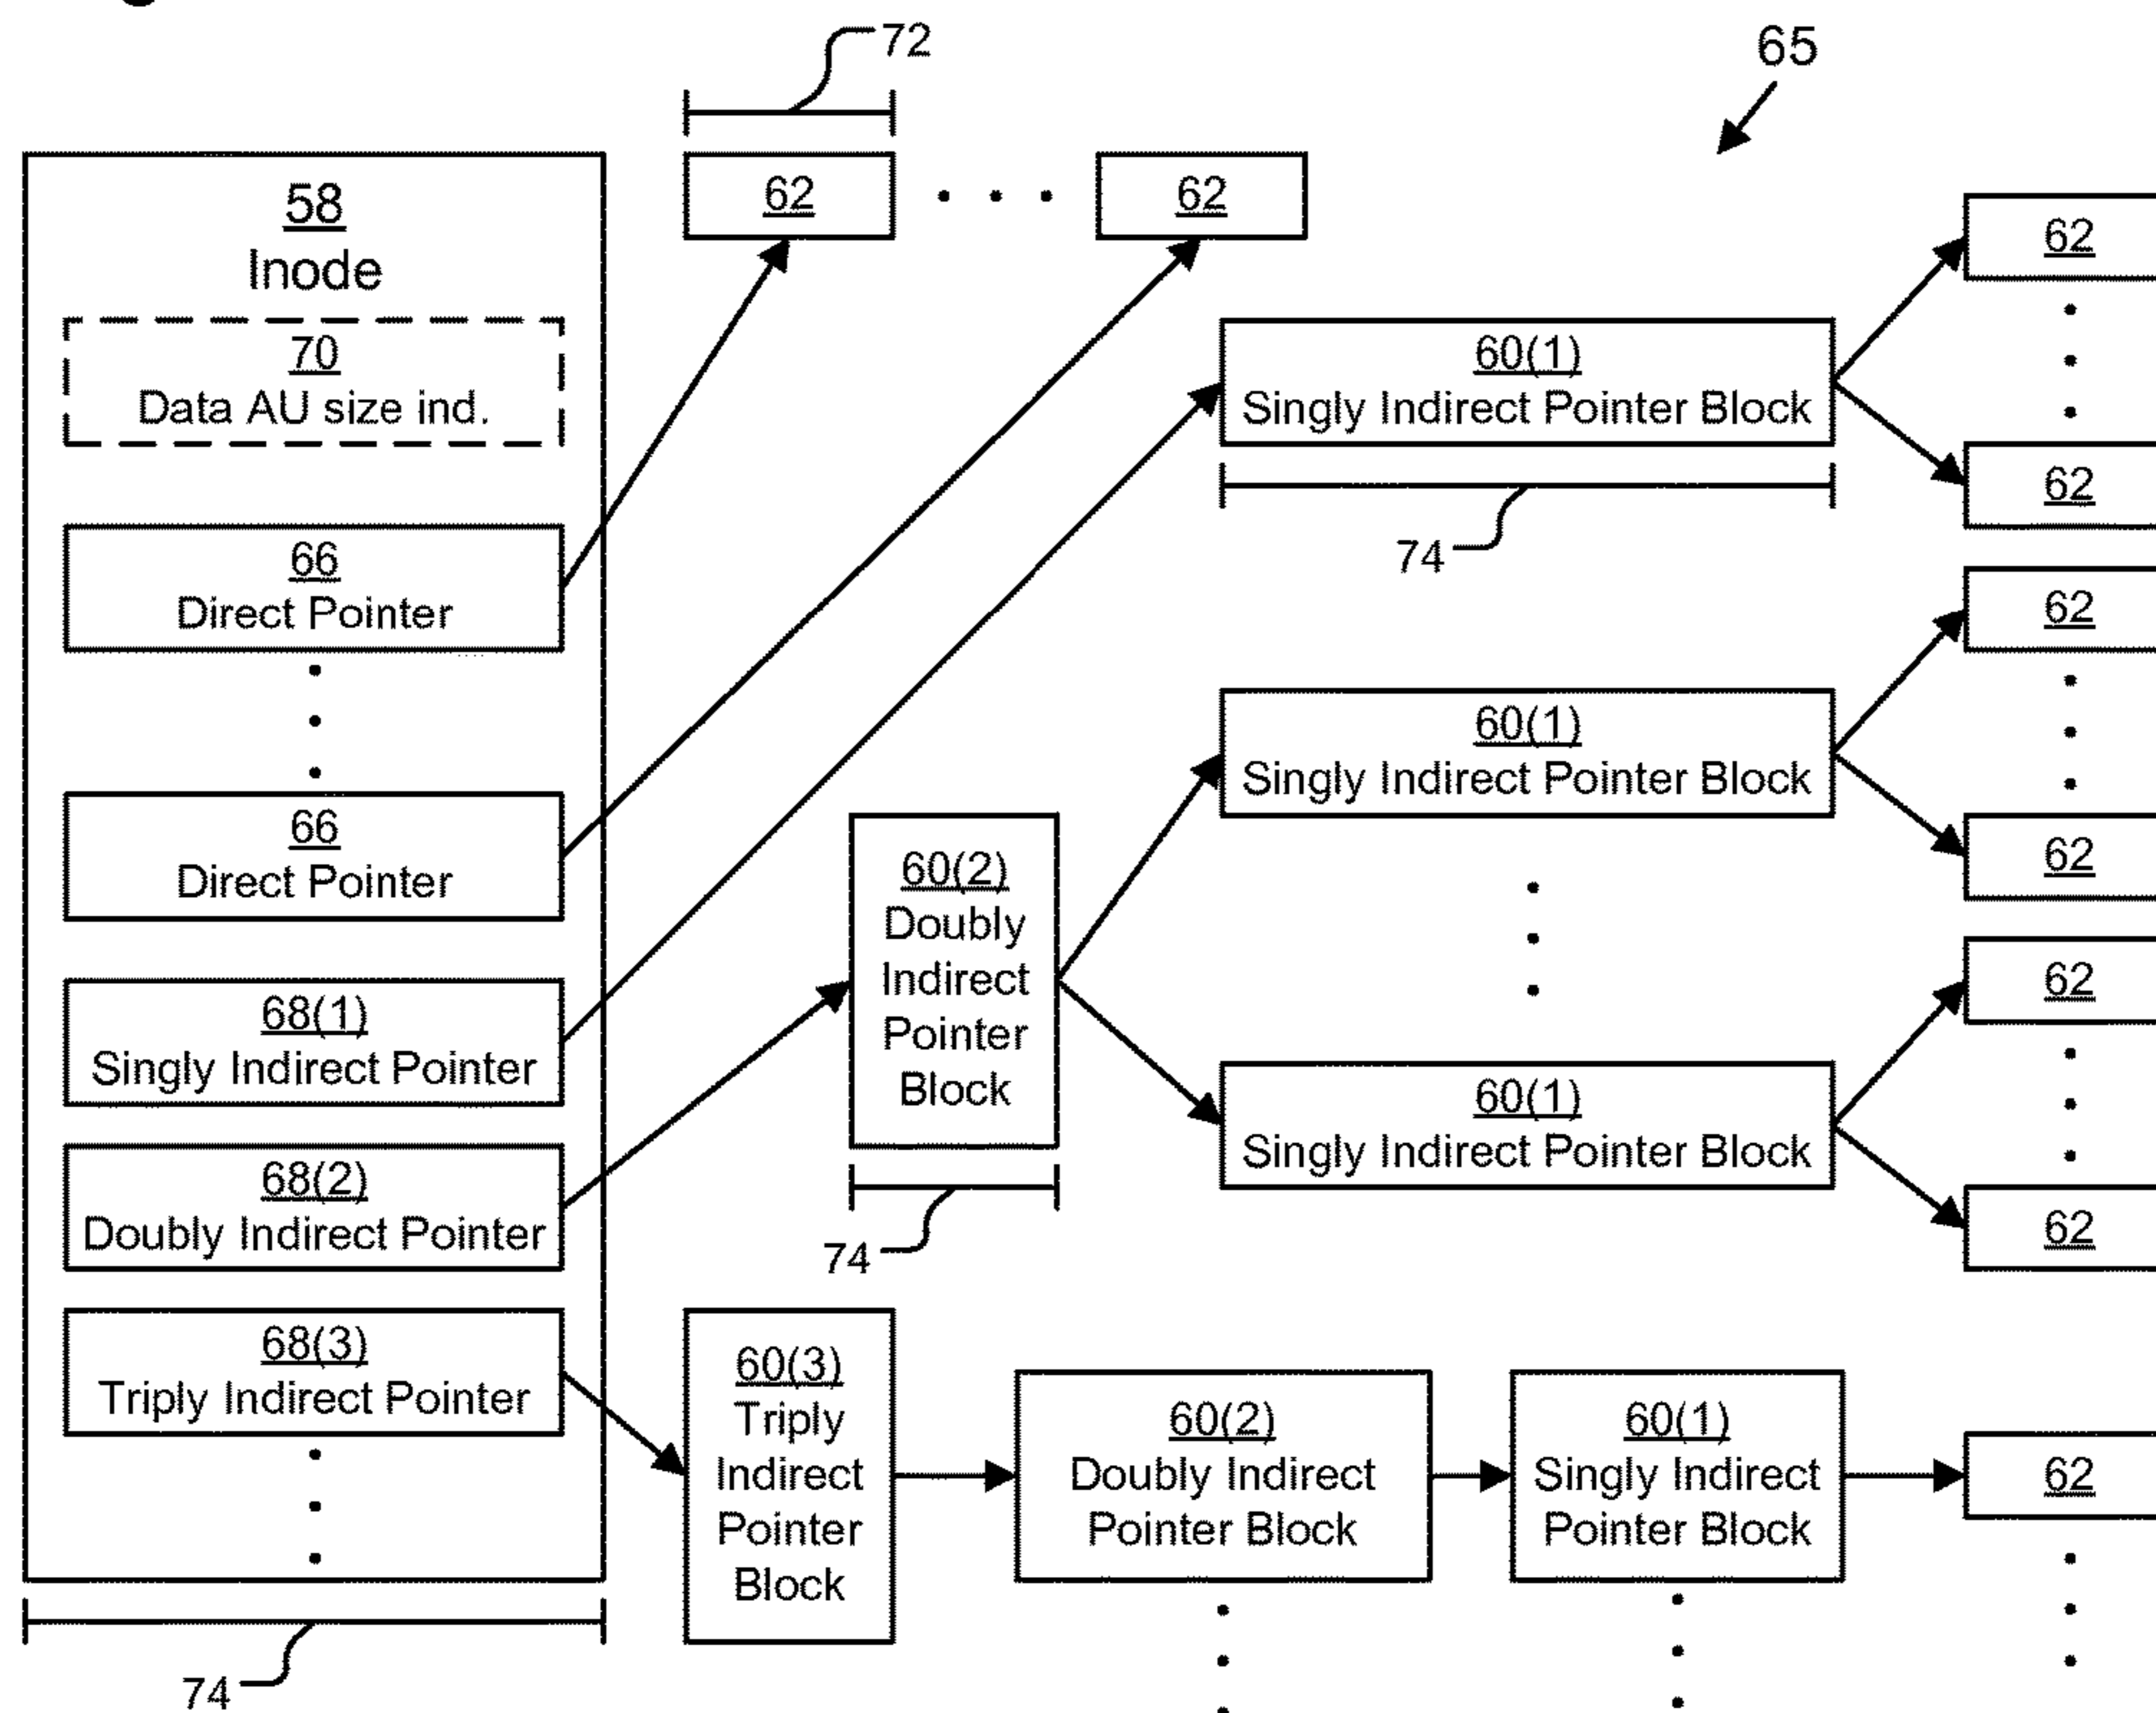 72
65
58
Inode
70
Data AU size ind.
66
Direct Pointer
66
Direct Pointer
68(1)
Singly Indirect Pointer
68(2)
Doubly Indirect Pointer
68(3)
Triply Indirect Pointer
74
62
62
60(1)
Singly Indirect Pointer Block
74
62
62
60(2)
Doubly
Indirect
Pointer
Block
74
60(1)
Singly Indirect Pointer Block
62
62
60(1)
Singly Indirect Pointer Block
62
62
60(3)
Triply
Indirect
Pointer
Block
60(2)
Doubly Indirect
Pointer Block
60(1)
Singly Indirect
Pointer Block
62